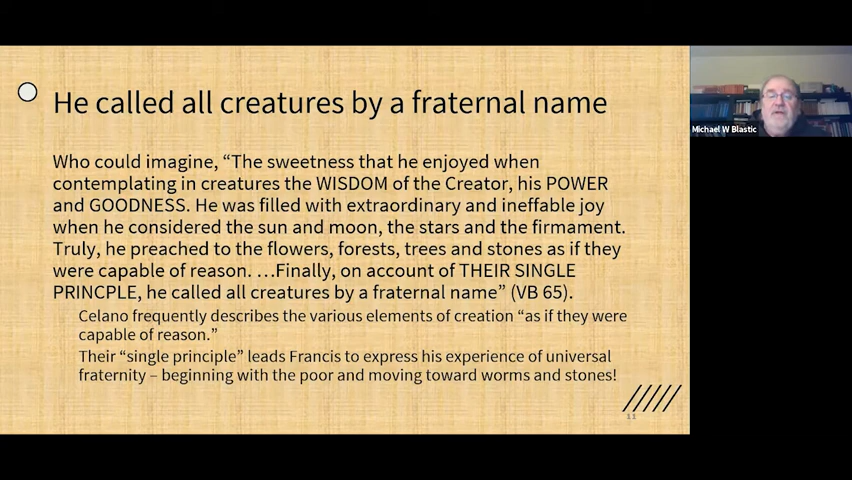 He called all creatures by a fraternal name
Who could imagine, “The sweetness that he enjoyed when
contemplating in creatures the WISDOM of the Creator, his POWER
and GOODNESS. He was filled with extraordinary and ineffable joy
when he considered the sun and moon, the stars and the firmament.
Truly, he preached to the flowers, forests, trees and stones as if they
were capable of reason. …Finally, on account of THEIR SINGLE
PRINCPLE, he called all creatures by a fraternal name” (VB 65).
Celano frequently describes the various elements of creation “as if they were
capable of reason.”
Their “single principle” leads Francis to express his experience of universal
fraternity – beginning with the poor and moving toward worms and stones!
11
Michael W Blastic